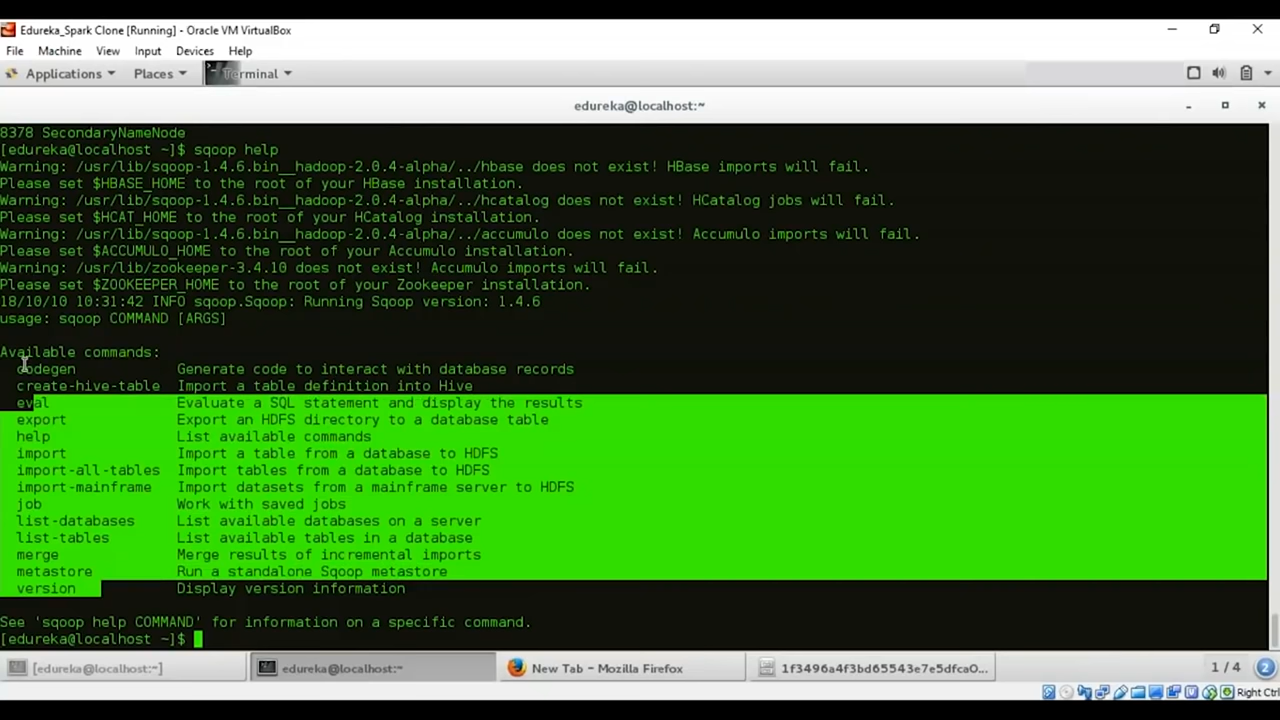 Edureka_Spark Clone [Running] - Oracle VM VirtualBox
File Machine View Input Devices Help
Applications Places Terminal
edureka@localhost:~
8378 SecondaryNameNode
[edureka@localhost ~]$ sqoop help
Warning: /usr/lib/sqoop-1.4.6.bin__hadoop-2.0.4-alpha/../hbase does not exist! HBase imports will fail.
Please set $HBASE_HOME to the root of your HBase installation.
Warning: /usr/lib/sqoop-1.4.6.bin__hadoop-2.0.4-alpha/../hcatalog does not exist! HCatalog jobs will fail.
Please set $HCAT_HOME to the root of your HCatalog installation.
Warning: /usr/lib/sqoop-1.4.6.bin__hadoop-2.0.4-alpha/../accumulo does not exist! Accumulo imports will fail.
Please set $ACCUMULO_HOME to the root of your Accumulo installation.
Warning: /usr/lib/zookeeper-3.4.10 does not exist! Accumulo imports will fail.
Please set $ZOOKEEPER_HOME to the root of your Zookeeper installation.
18/10/10 10:31:42 INFO sqoop.Sqoop: Running Sqoop version: 1.4.6
usage: sqoop COMMAND [ARGS]
Available commands:
codegen Generate code to interact with database records
create-hive-table Import a table definition into Hive
eval Evaluate a SQL statement and display the results
export Export an HDFS directory to a database table
help List available commands
import Import a table from a database to HDFS
import-all-tables Import tables from a database to HDFS
import-mainframe Import datasets from a mainframe server to HDFS
job Work with saved jobs
list-databases List available databases on a server
list-tables List available tables in a database
merge Merge results of incremental imports
metastore Run a standalone Sqoop metastore
version Display version information
See 'sqoop help COMMAND' for information on a specific command.
[edureka@localhost ~]$
[edureka@localhost:~] edureka@localhost:~ New Tab - Mozilla Firefox 1f3496a4f3bd65543e7e5dfca0... 1 / 4 2
Right Ctrl